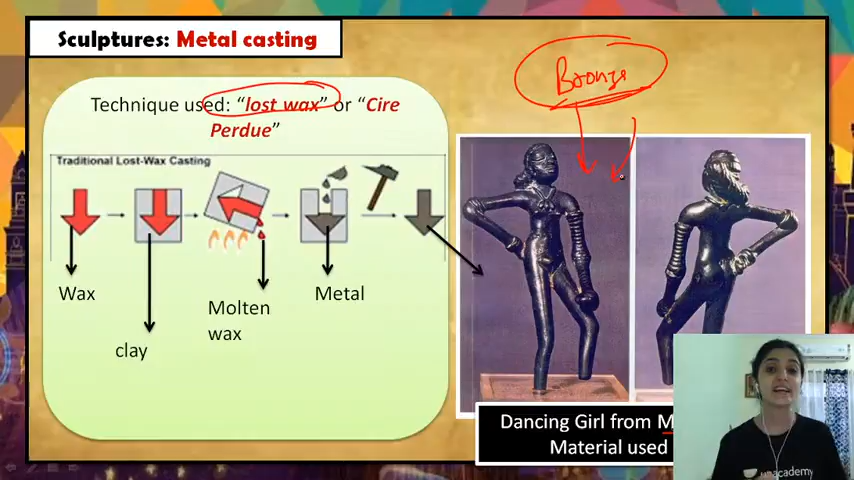 Sculptures: Metal casting
Technique used: "lost wax" or "Cire
Perdue"
Traditional Lost-Wax Casting
Wax
clay
Molten
wax
Metal
Bronze
Dancing Girl from M
Material used